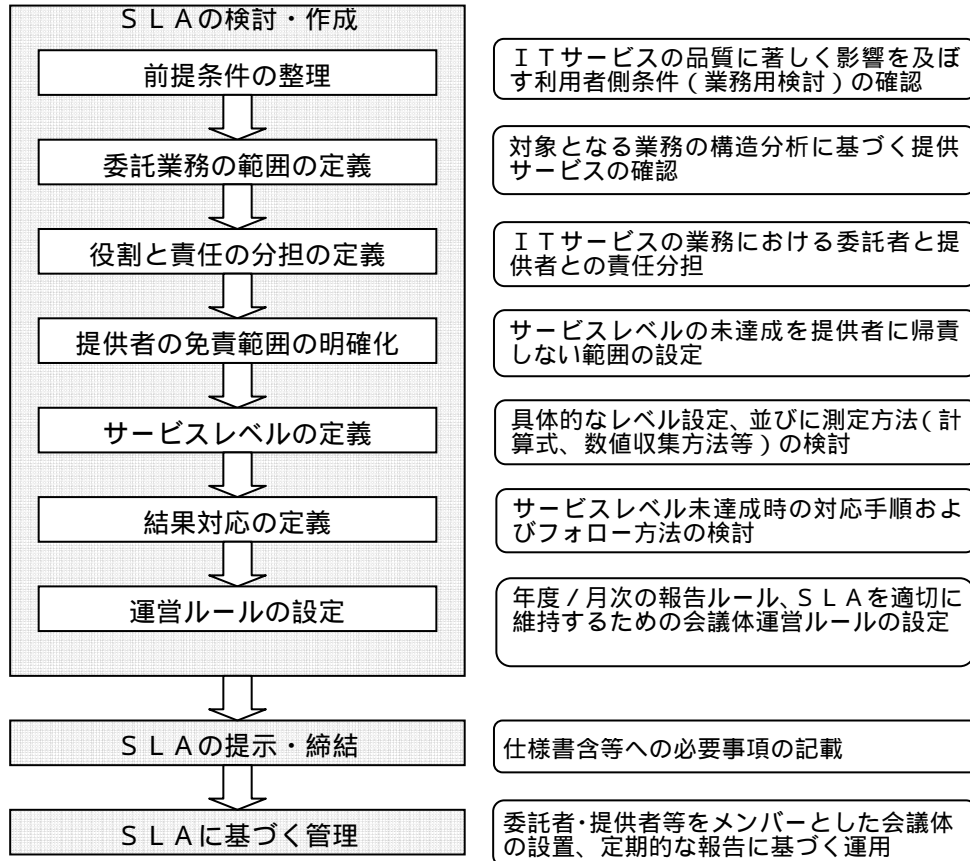 ＳＬＡの検討・作成
前提条件の整理
ＩＴサービスの品質に著しく影響を及ぼ
す利用者側条件（業務用検討）の確認
委託業務の範囲の定義
対象となる業務の構造分析に基づく提供
サービスの確認
役割と責任の分担の定義
ＩＴサービスの業務における委託者と提
供者との責任分担
提供者の免責範囲の明確化
サービスレベルの未達成を提供者に帰責
しない範囲の設定
サービスレベルの定義
具体的なレベル設定、並びに測定方法（計
算式、数値収集方法等）の検討
結果対応の定義
サービスレベル未達成時の対応手順およ
びフォロー方法の検討
運営ルールの設定
年度／月次の報告ルール、ＳＬＡを適切に
維持するための会議体運営ルールの設定
ＳＬＡの提示・締結
仕様書含等への必要事項の記載
ＳＬＡに基づく管理
委託者・提供者等をメンバーとした会議体
の設置、定期的な報告に基づく運用